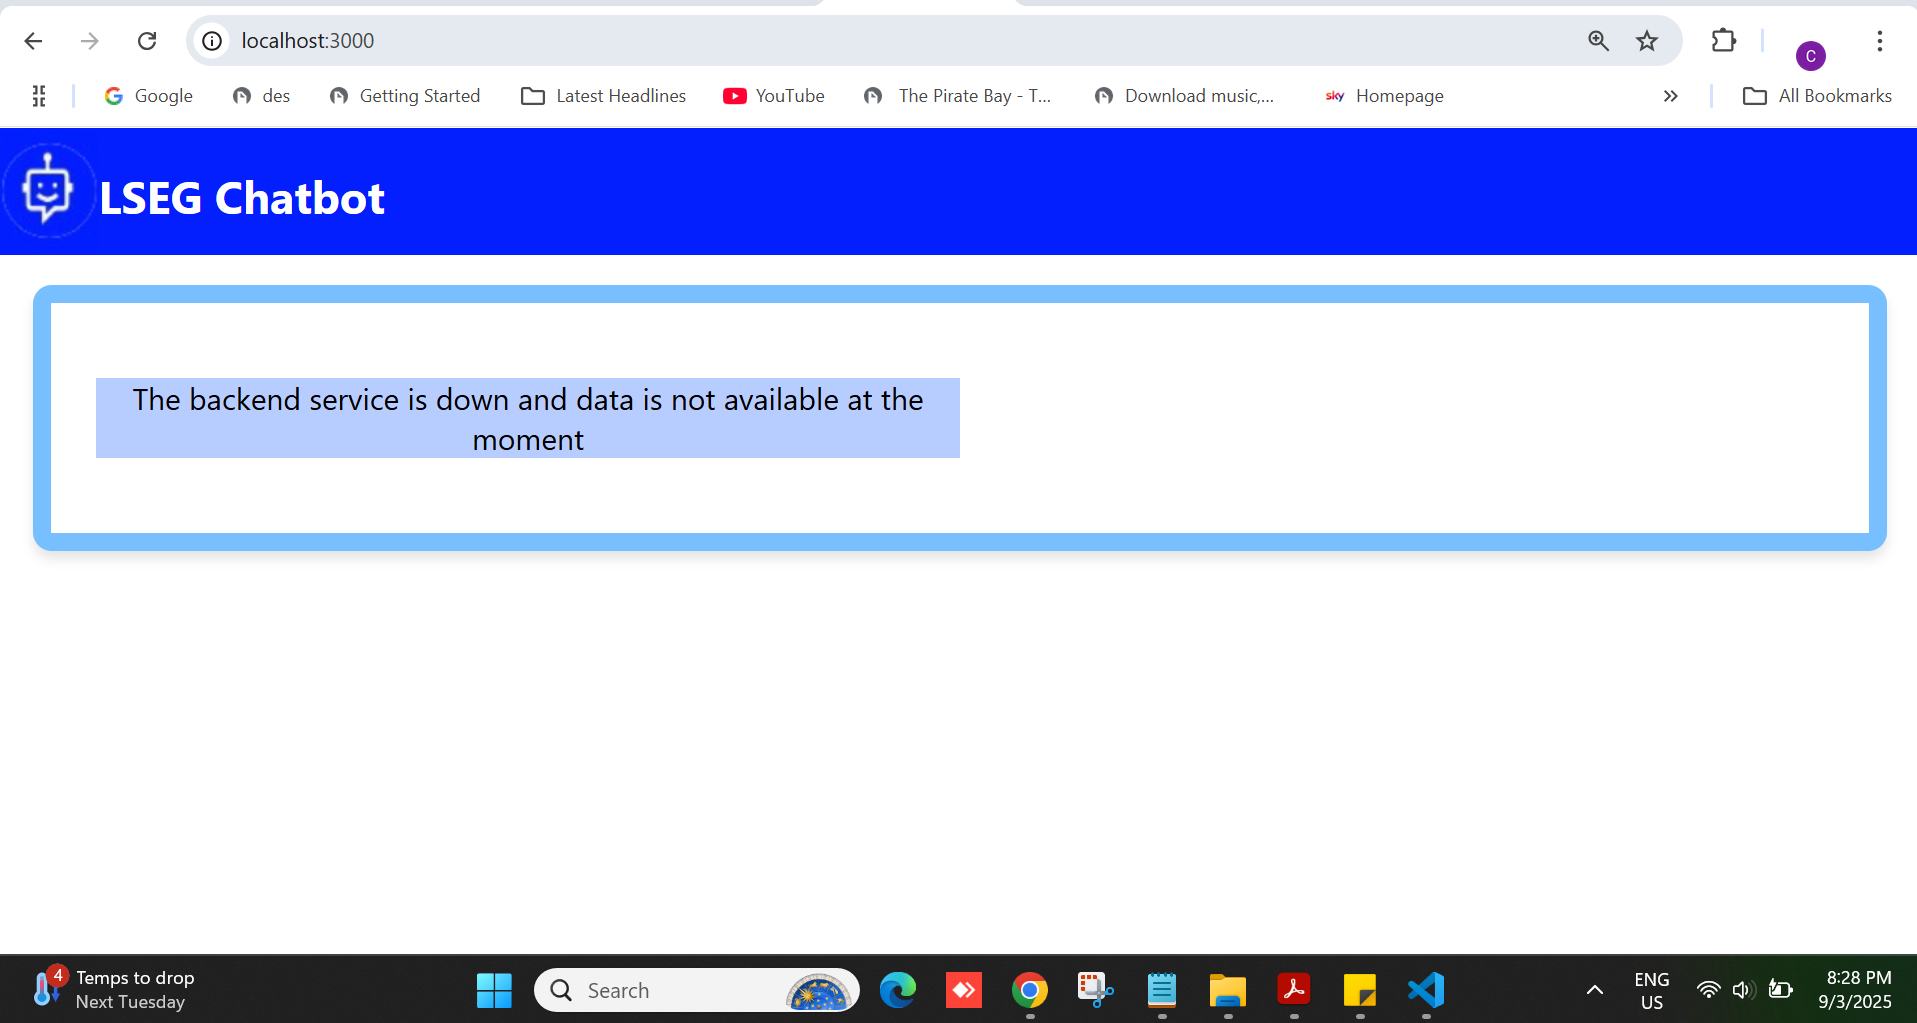 localhost:3000
C
Google
des
Getting Started
Latest Headlines
YouTube
The Pirate Bay - T...
Download music,...
sky
Homepage
All Bookmarks
LSEG Chatbot
The backend service is down and data is not available at the
moment
4
Temps to drop
Next Tuesday
Search
ENG
US
8:28 PM
9/3/2025